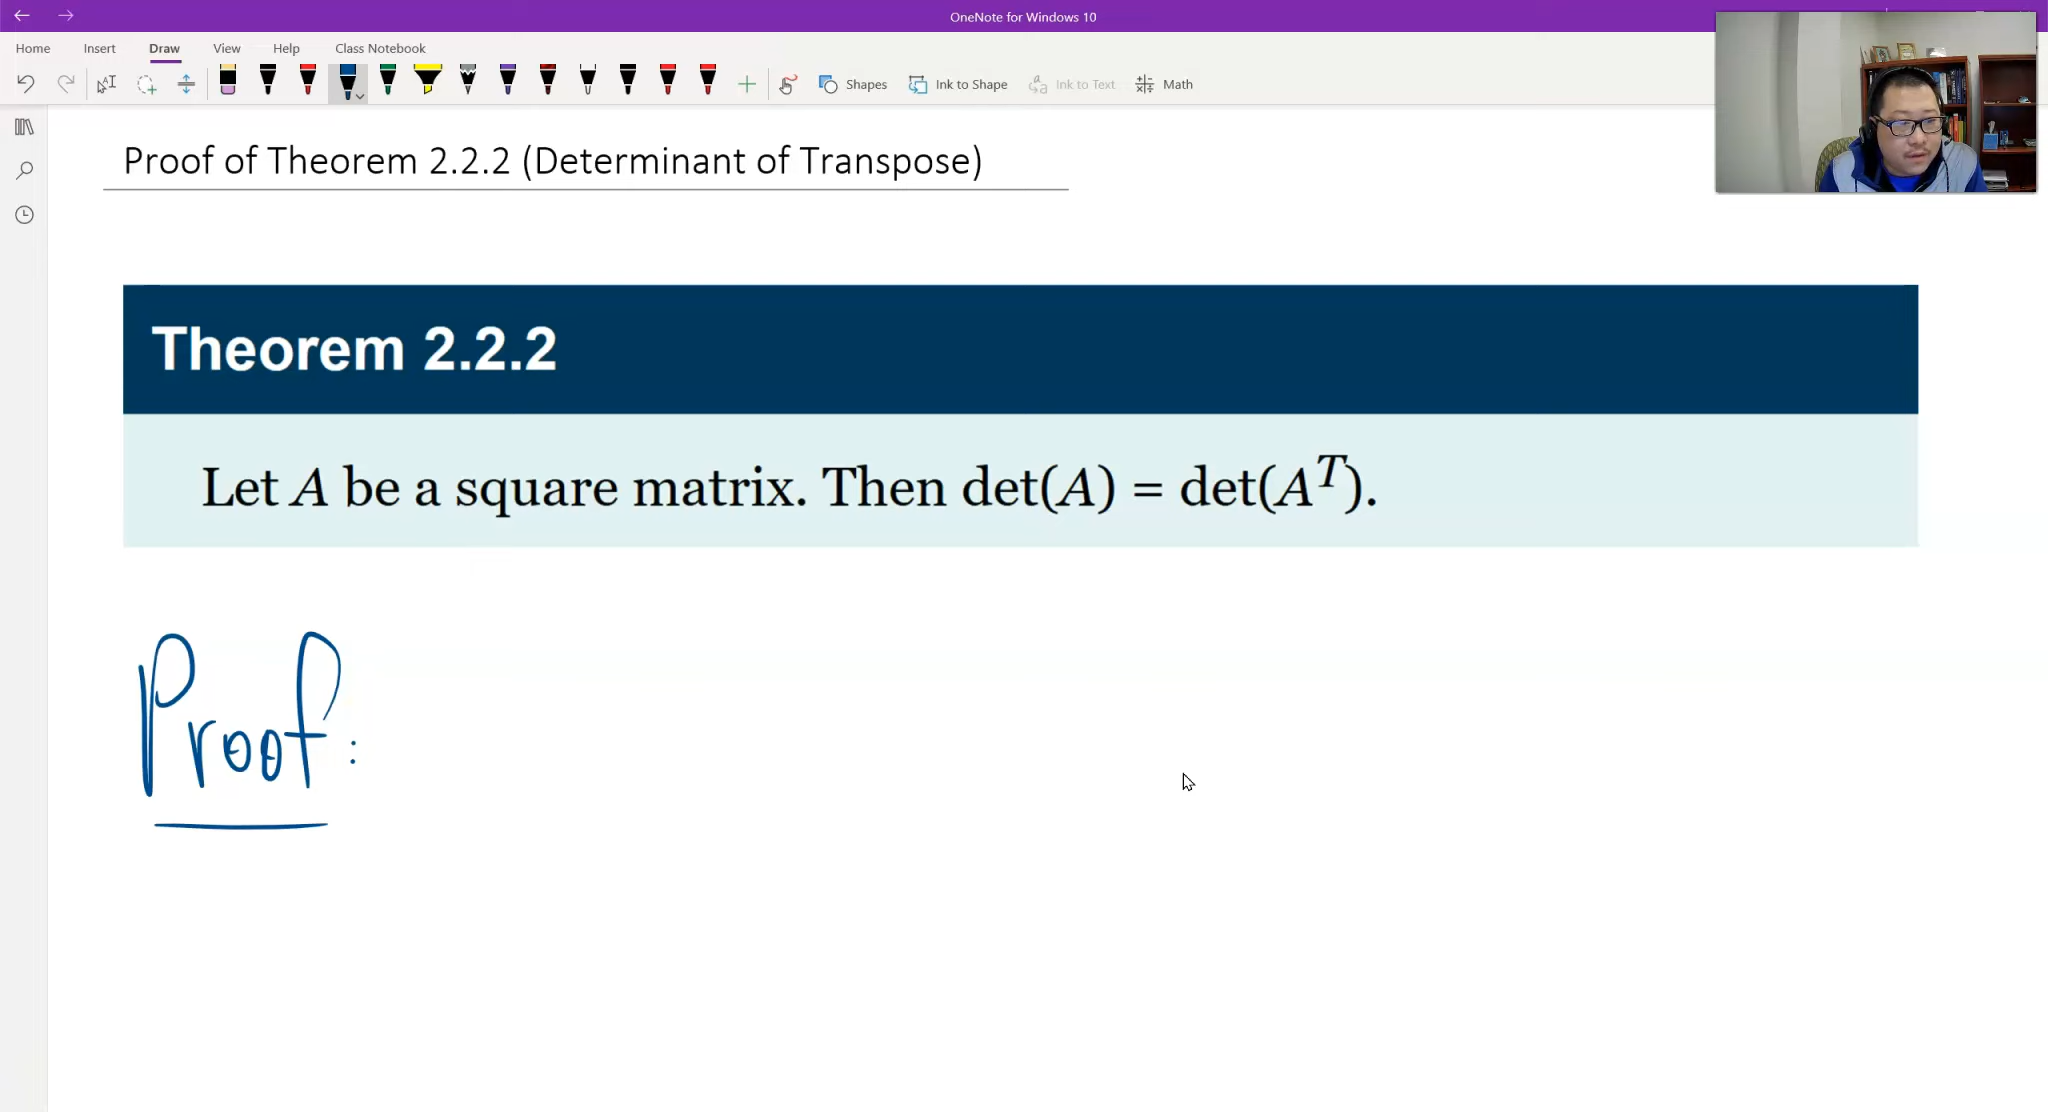 OneNote for Windows 10
Home Insert Draw View Help Class Notebook
Shapes Ink to Shape Ink to Text Math
Proof of Theorem 2.2.2 (Determinant of Transpose)
Theorem 2.2.2
Let A be a square matrix. Then det(A) = det(Aᵀ).
Proof: